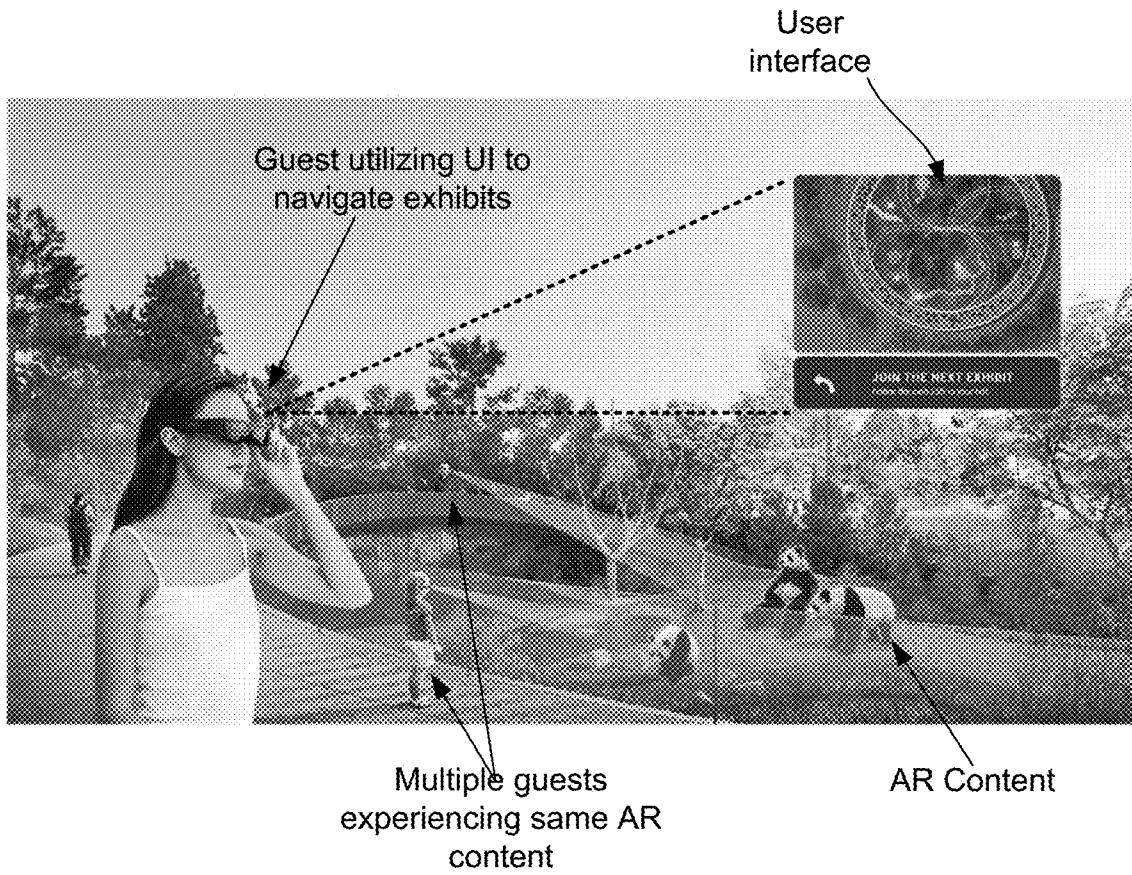 User
interface
Guest utilizing UI to
navigate exhibits
JOIN THE NEXT EXHIBIT
Multiple guests
experiencing same AR
content
AR Content